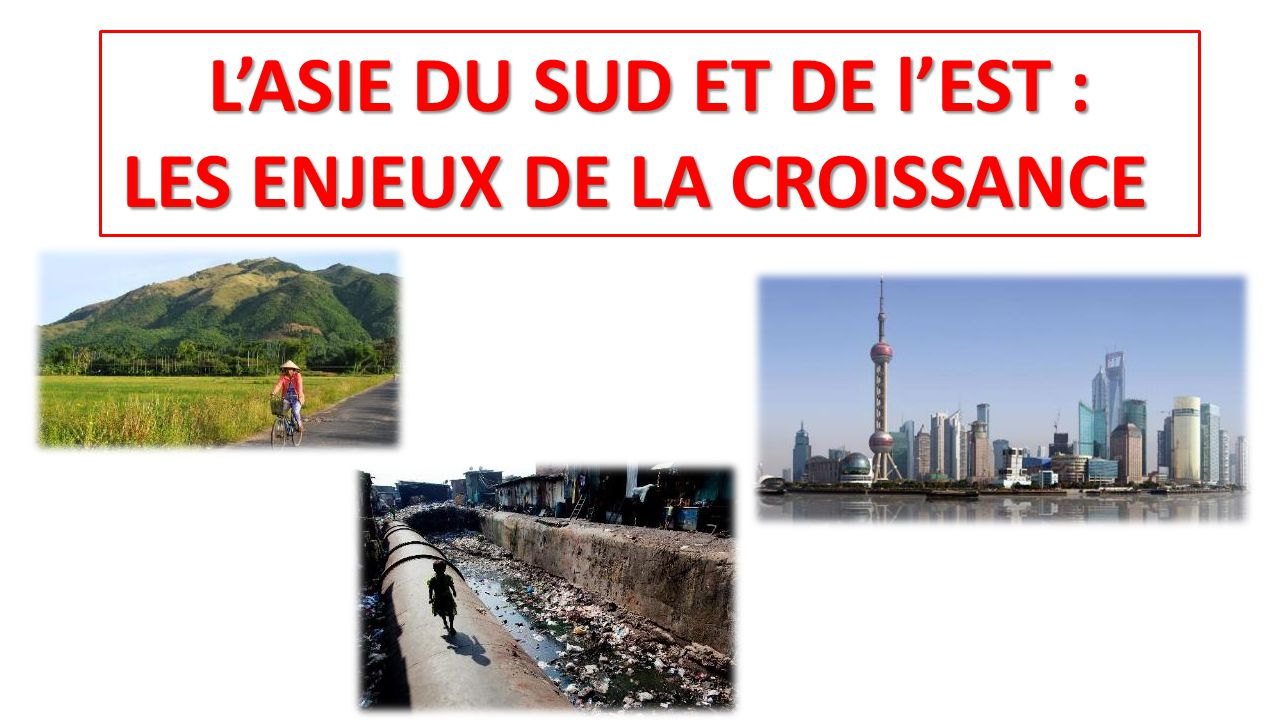 L’ASIE DU SUD ET DE l’EST :
LES ENJEUX DE LA CROISSANCE